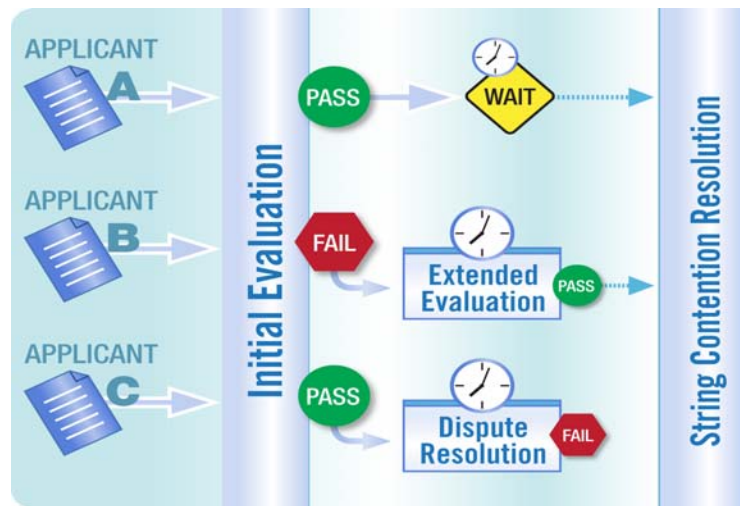 APPLICANT
A
PASS
WAIT
APPLICANT
B
FAIL
Extended
Evaluation
PASS
APPLICANT
C
PASS
Dispute
Resolution
FAIL
Initial Evaluation
String Contention Resolution